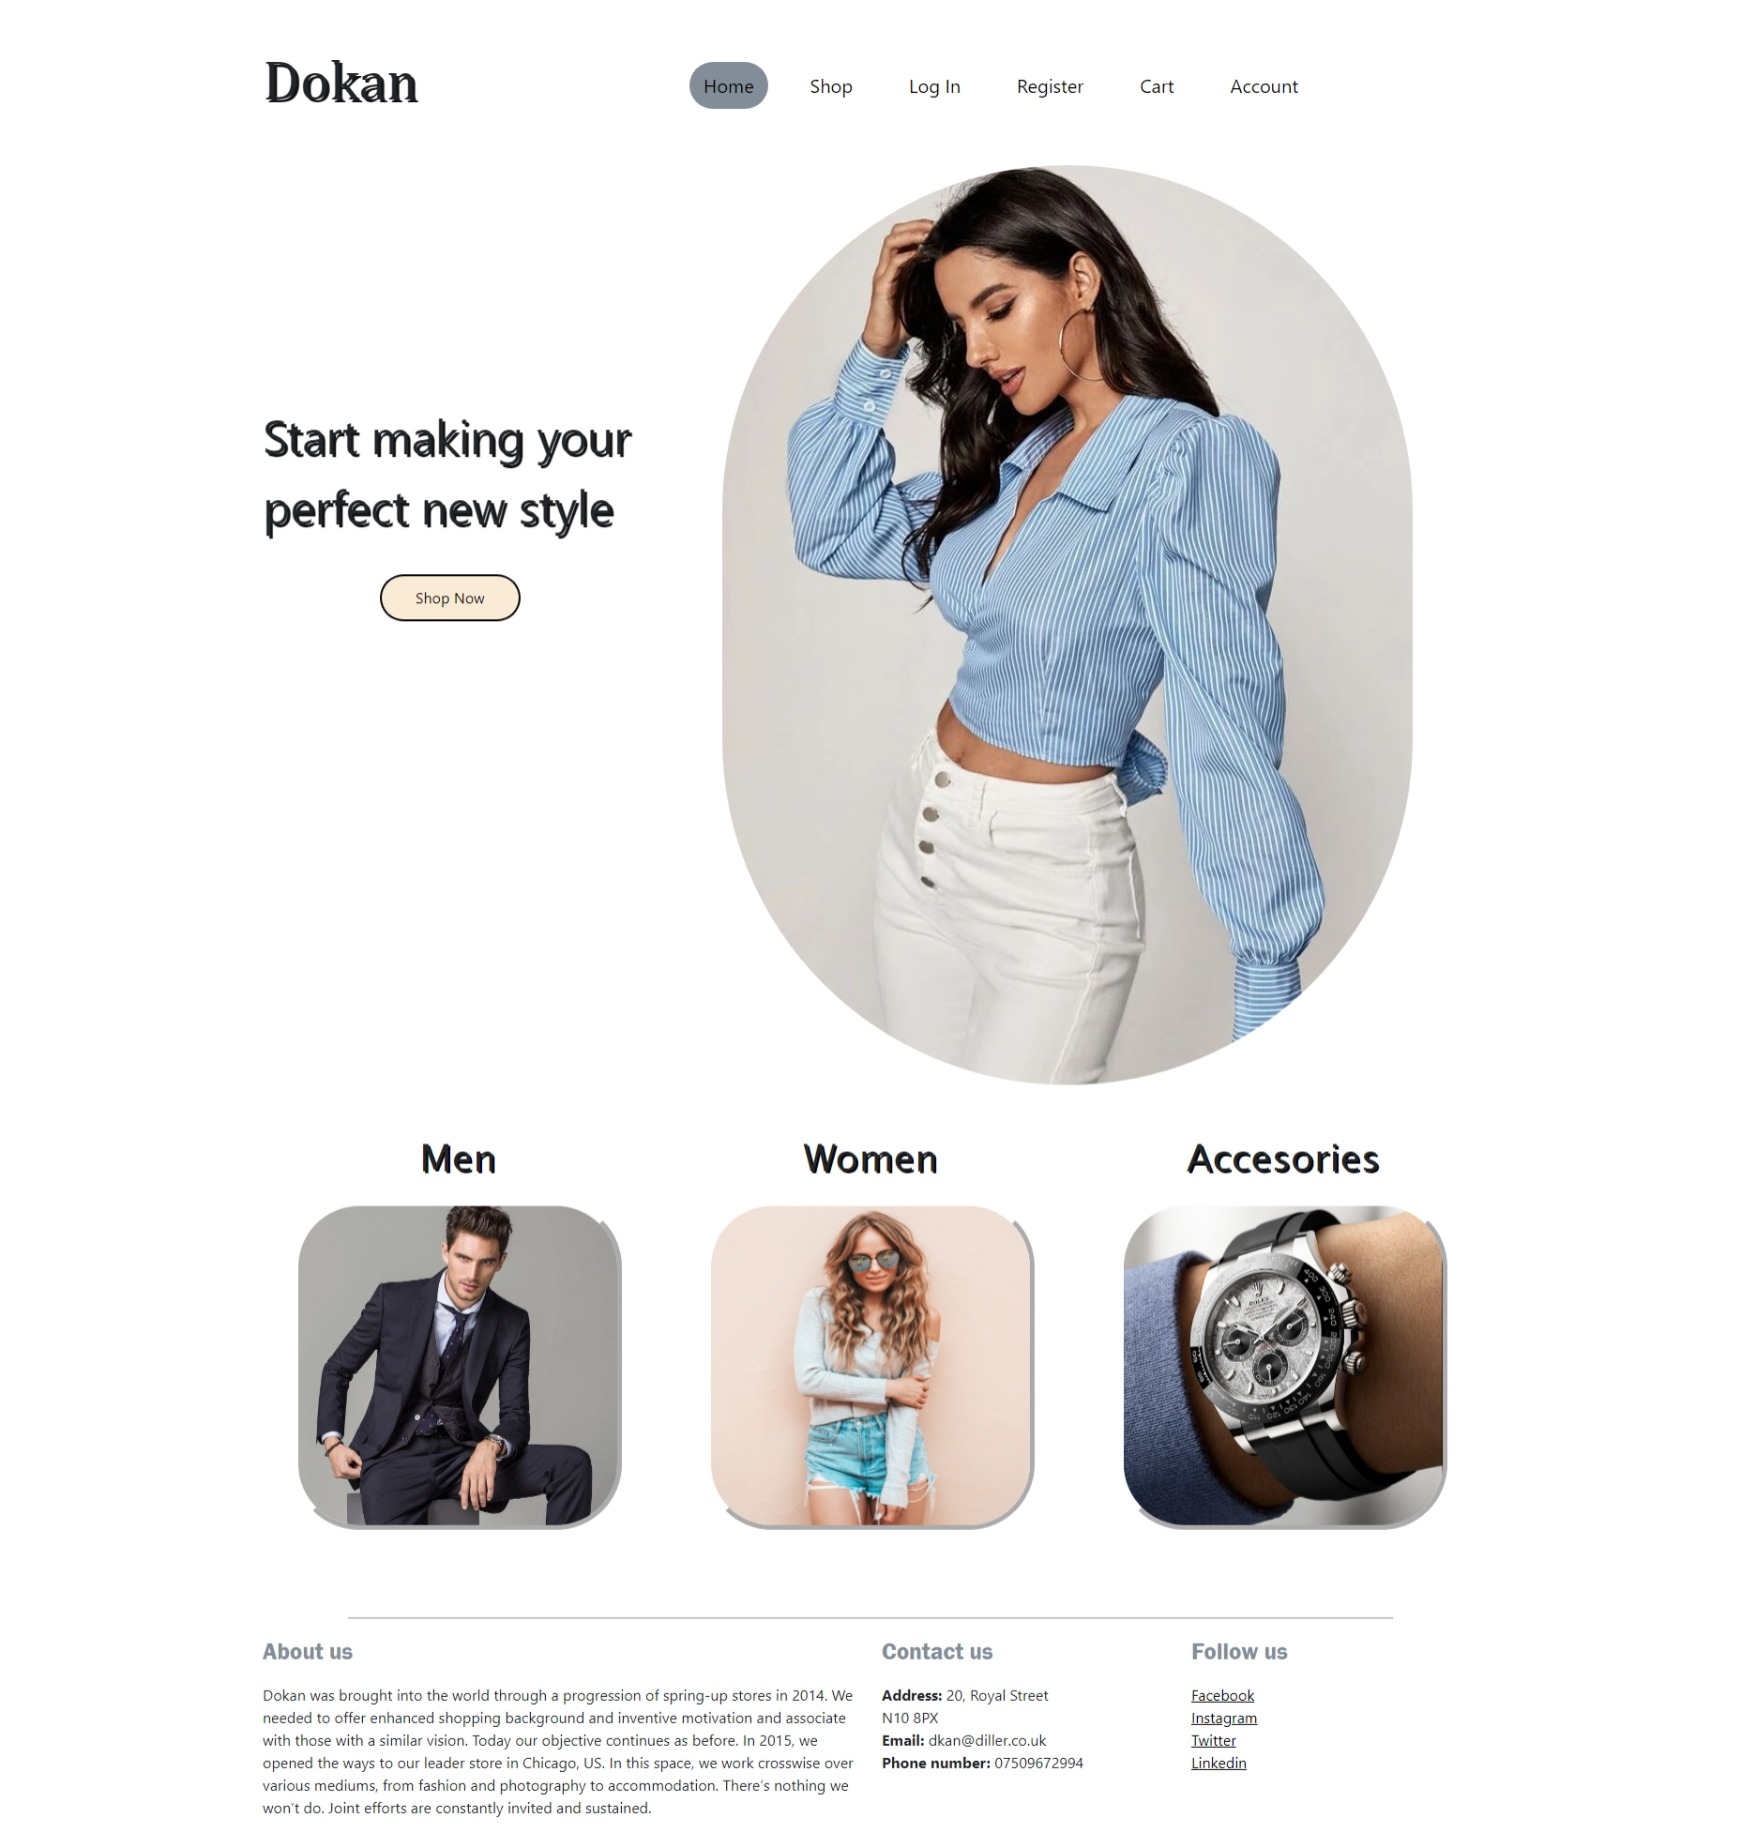 Dokan
Home Shop Log In Register Cart Account
Start making your
perfect new style
Shop Now
Men Women Accesories
ROLEX
About us
Dokan was brought into the world through a progression of spring-up stores in 2014. We
needed to offer enhanced shopping background and inventive motivation and associate
with those with a similar vision. Today our objective continues as before. In 2015, we
opened the ways to our leader store in Chicago, US. In this space, we work crosswise over
various mediums, from fashion and photography to accommodation. There's nothing we
won't do. Joint efforts are constantly invited and sustained.
Contact us
Address: 20, Royal Street
N10 8PX
Email: dkan@diller.co.uk
Phone number: 07509672994
Follow us
Facebook
Instagram
Twitter
Linkedin